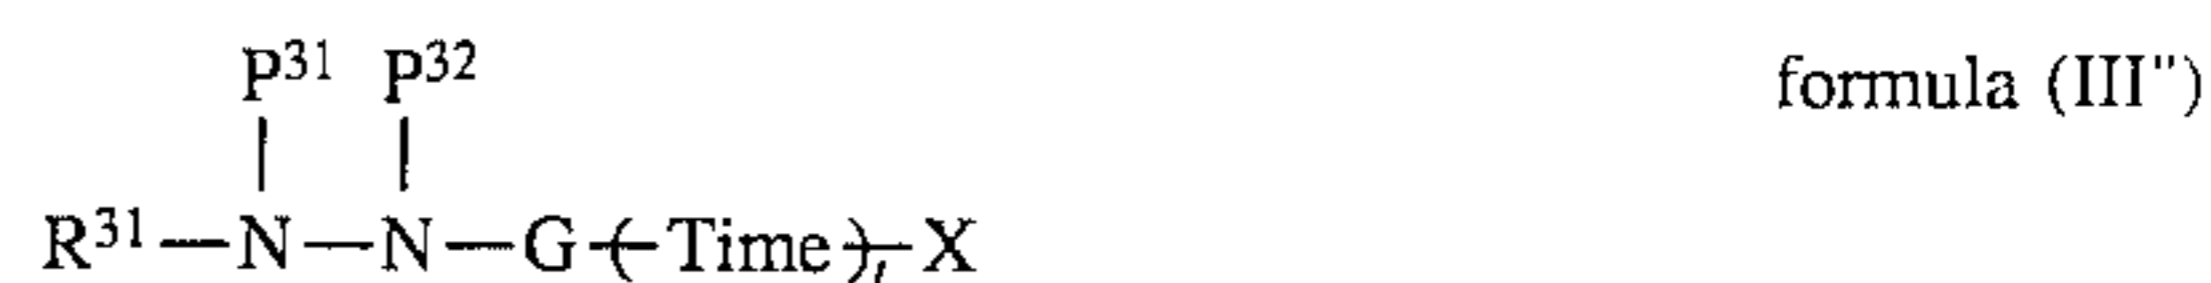 P31 P32 formula (III")
R31—N—N—G—(Time)t—X